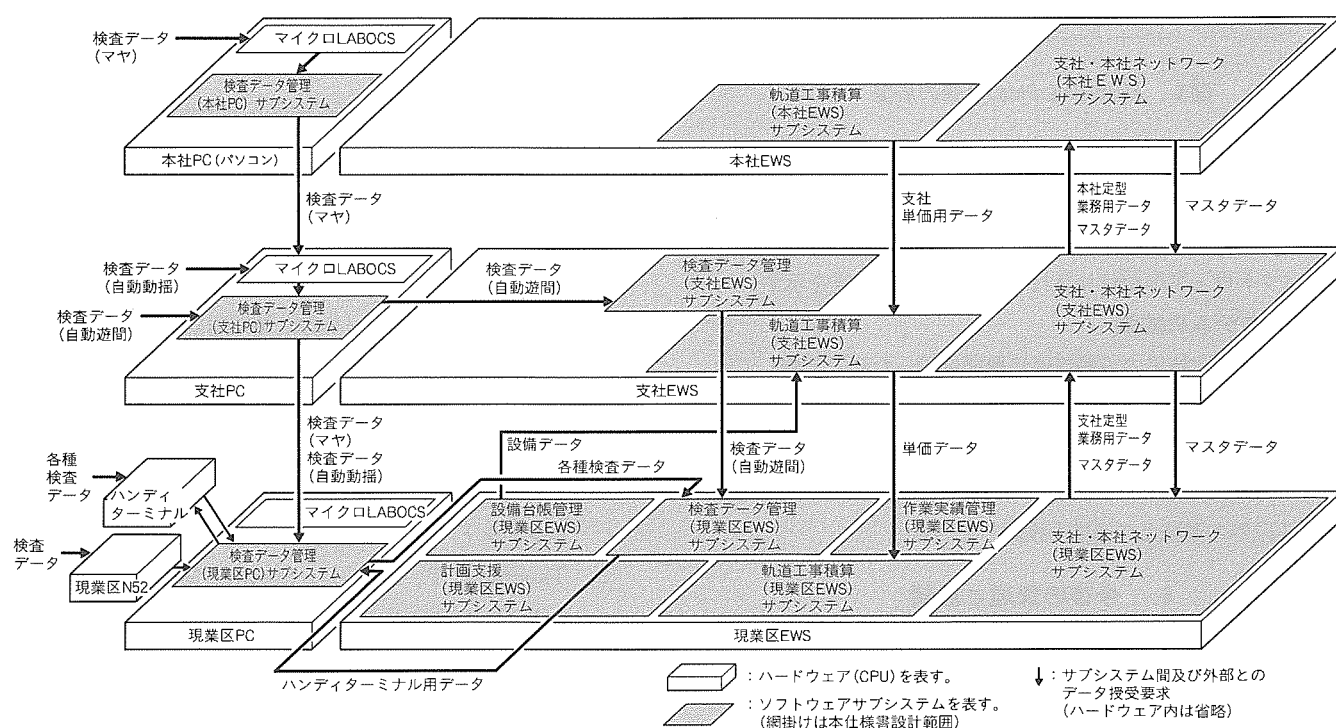 検査データ
(マヤ)
マイクロLABOCS
検査データ管理
(本社PC) サブシステム
本社PC(パソコン)
軌道工事積算
(本社EWS)
サブシステム
支社・本社ネットワーク
(本社EWS)
サブシステム
本社EWS
検査データ
(マヤ)
支社
単価用データ
本社定型
業務用データ
マスタデータ
マスタデータ
検査データ
(自動動揺)
検査データ
(自動遊間)
マイクロLABOCS
検査データ管理
(支社PC)サブシステム
支社PC
検査データ
(自動遊間)
検査データ管理
(支社EWS)
サブシステム
軌道工事積算
(支社EWS)
サブシステム
支社・本社ネットワーク
(支社EWS)
サブシステム
支社EWS
検査データ
(マヤ)
検査データ
(自動動揺)
設備データ
各種検査データ
検査データ
(自動遊間)
単価データ
支社定型
業務用データ
マスタデータ
マスタデータ
各種
検査
データ
ハンディ
ターミナル
検査
データ
現業区N52
マイクロLABOCS
検査データ管理
(現業区PC)サブシステム
現業区PC
設備台帳管理
(現業区EWS)
サブシステム
検査データ管理
(現業区EWS)
サブシステム
作業実績管理
(現業区EWS)
サブシステム
計画支援
(現業区EWS)
サブシステム
軌道工事積算
(現業区EWS)
サブシステム
支社・本社ネットワーク
(現業区EWS)
サブシステム
現業区EWS
ハンディターミナル用データ
:ハードウェア(CPU)を表す。
:ソフトウェアサブシステムを表す。
(網掛けは本仕様書設計範囲)
:サブシステム間及び外部との
データ授受要求
(ハードウェア内は省略)